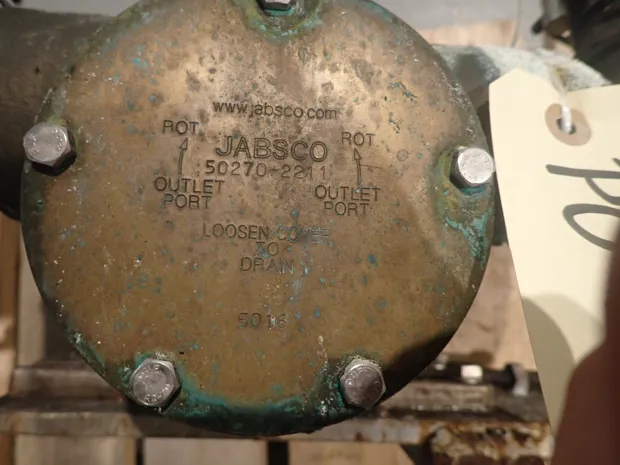 www.jabsco.com
ROT
ROT
JABSCO
50270-2211
OUTLET
PORT
OUTLET
PORT
LOOSEN COVER
TO
DRAIN
5016